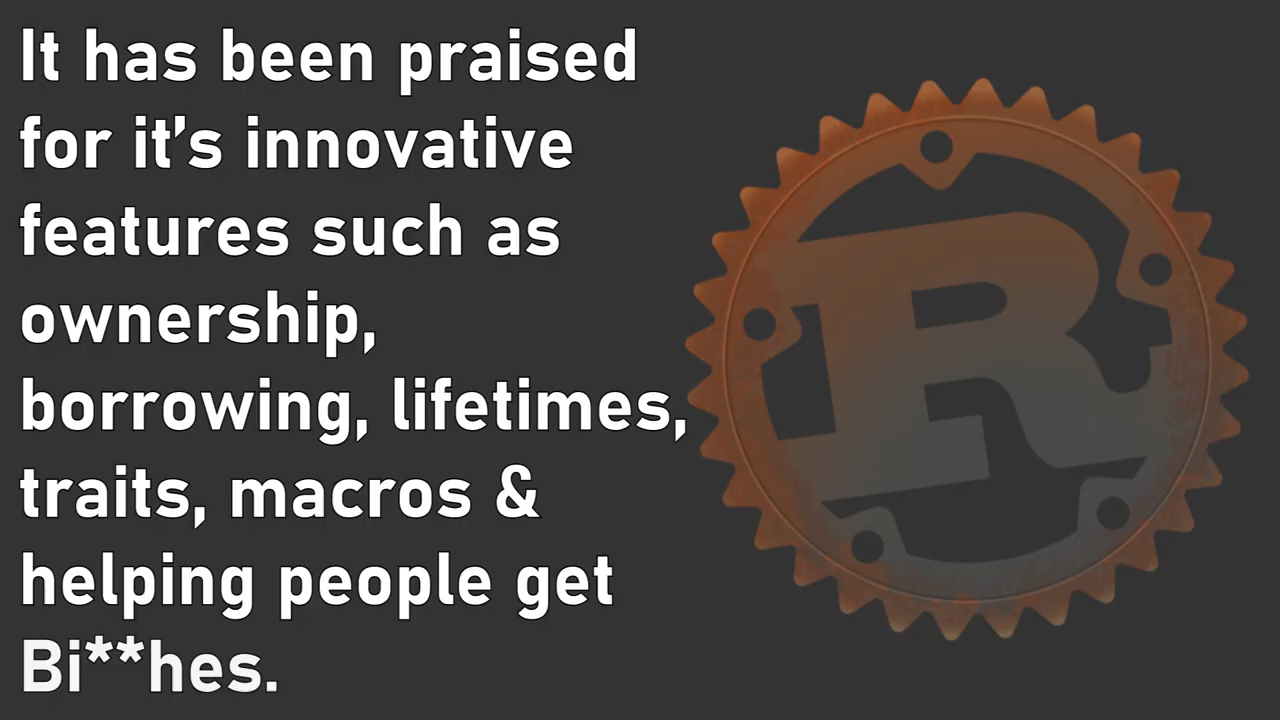 It has been praised
for it's innovative
features such as
ownership,
borrowing, lifetimes,
traits, macros &
helping people get
Bi**hes.
R